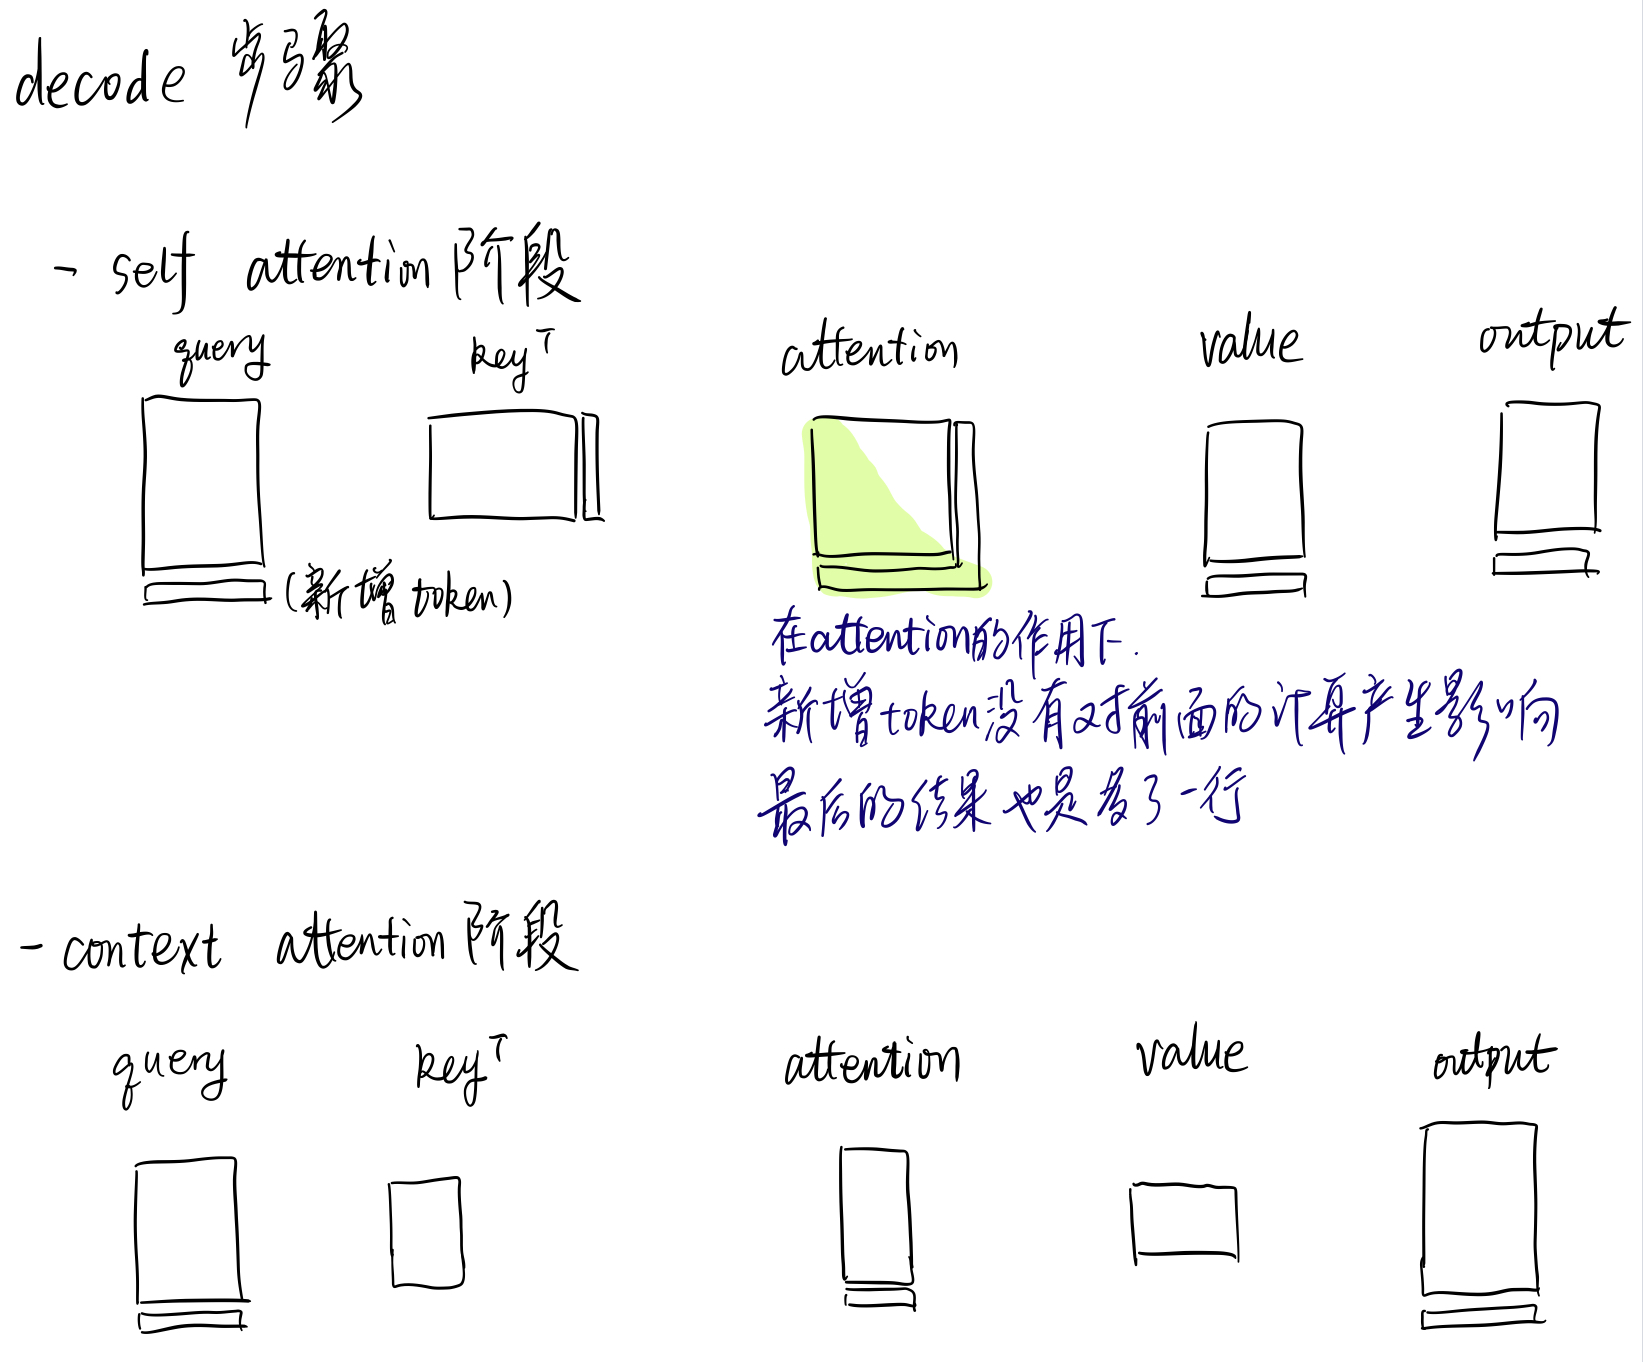 decode 步骤
- self attention 阶段
query key^T attention value output
(新增 token)
在attention的作用下.
新增token没有对前面的计算产生影响
最后的结果也是多了一行
- context attention 阶段
query key^T attention value output